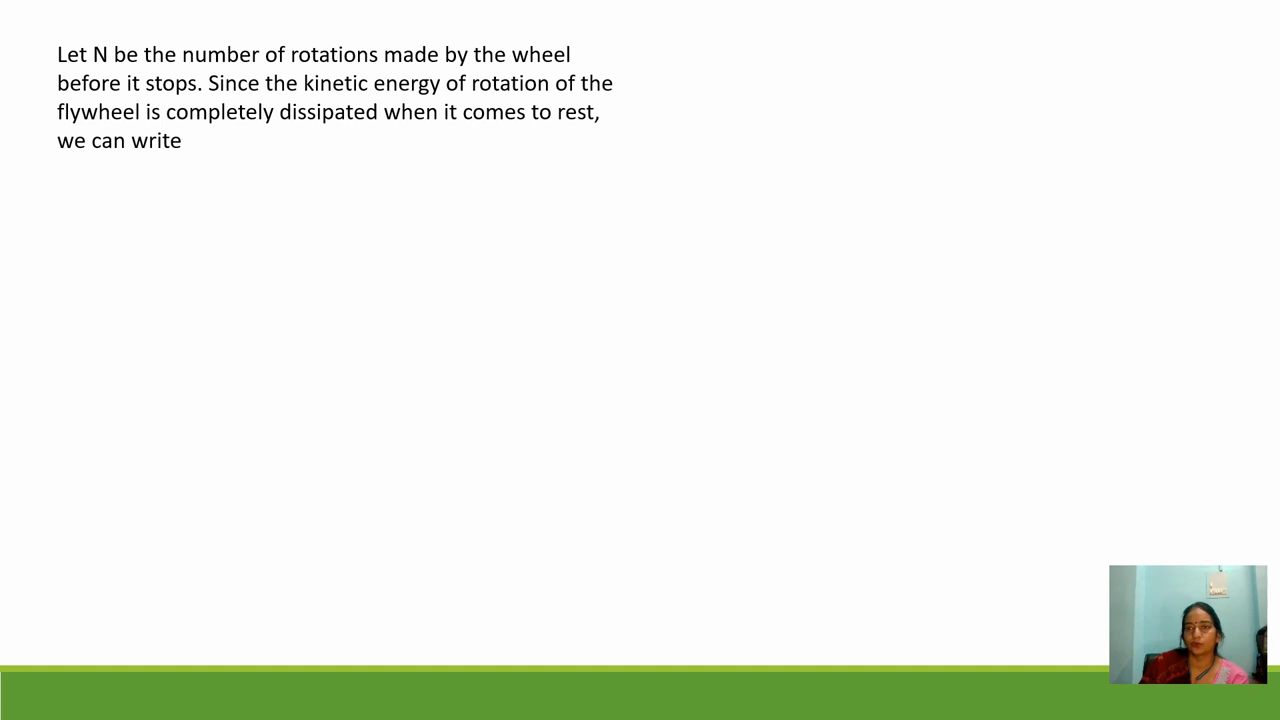 Let N be the number of rotations made by the wheel
before it stops. Since the kinetic energy of rotation of the
flywheel is completely dissipated when it comes to rest,
we can write